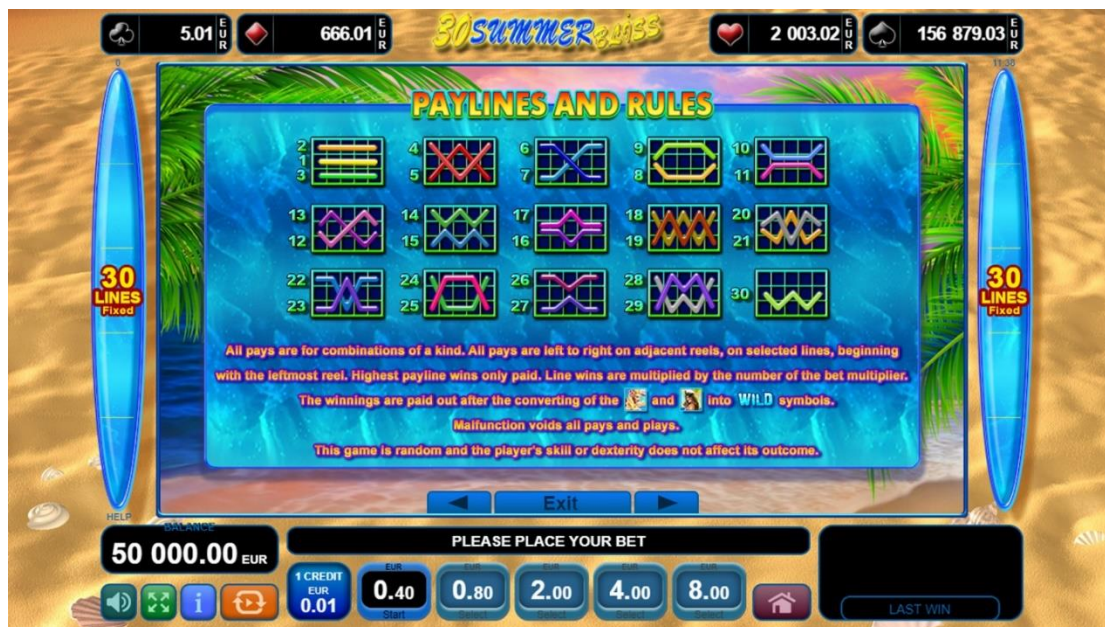 5.01 EUR
666.01 EUR
30 SUMMER BLISS
2 003.02 EUR
156 879.03 EUR
0
11:38
PAYLINES AND RULES
2 1 3
4 5
6 7
9 8
10 11
13 12
14 15
17 16
18 19
20 21
22 23
24 25
26 27
28 29
30
30 LINES Fixed
30 LINES Fixed
All pays are for combinations of a kind. All pays are left to right on adjacent reels, on selected lines, beginning
with the leftmost reel. Highest payline wins only paid. Line wins are multiplied by the number of the bet multiplier.
The winnings are paid out after the converting of the and into WILD symbols.
Malfunction voids all pays and plays.
This game is random and the player's skill or dexterity does not affect its outcome.
Exit
HELP
BALANCE
50 000.00 EUR
PLEASE PLACE YOUR BET
1 CREDIT
EUR
0.01
EUR
0.40
Start
EUR
0.80
Select
EUR
2.00
Select
EUR
4.00
Select
EUR
8.00
Select
LAST WIN